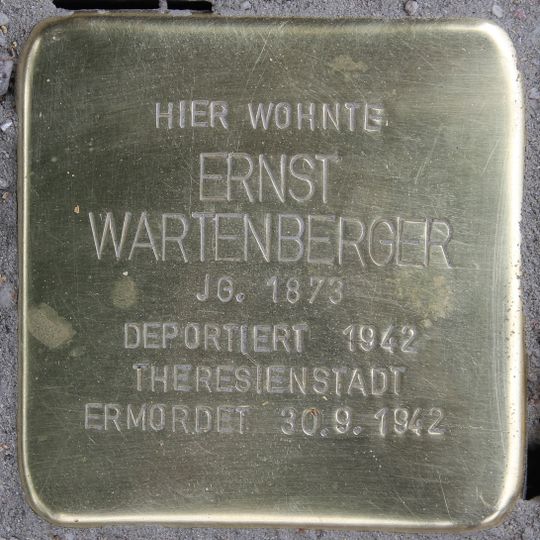 HIER WOHNTE
ERNST
WARTENBERGER
JG. 1873
DEPORTIERT 1942
THERESIENSTADT
ERMORDET 30.9.1942